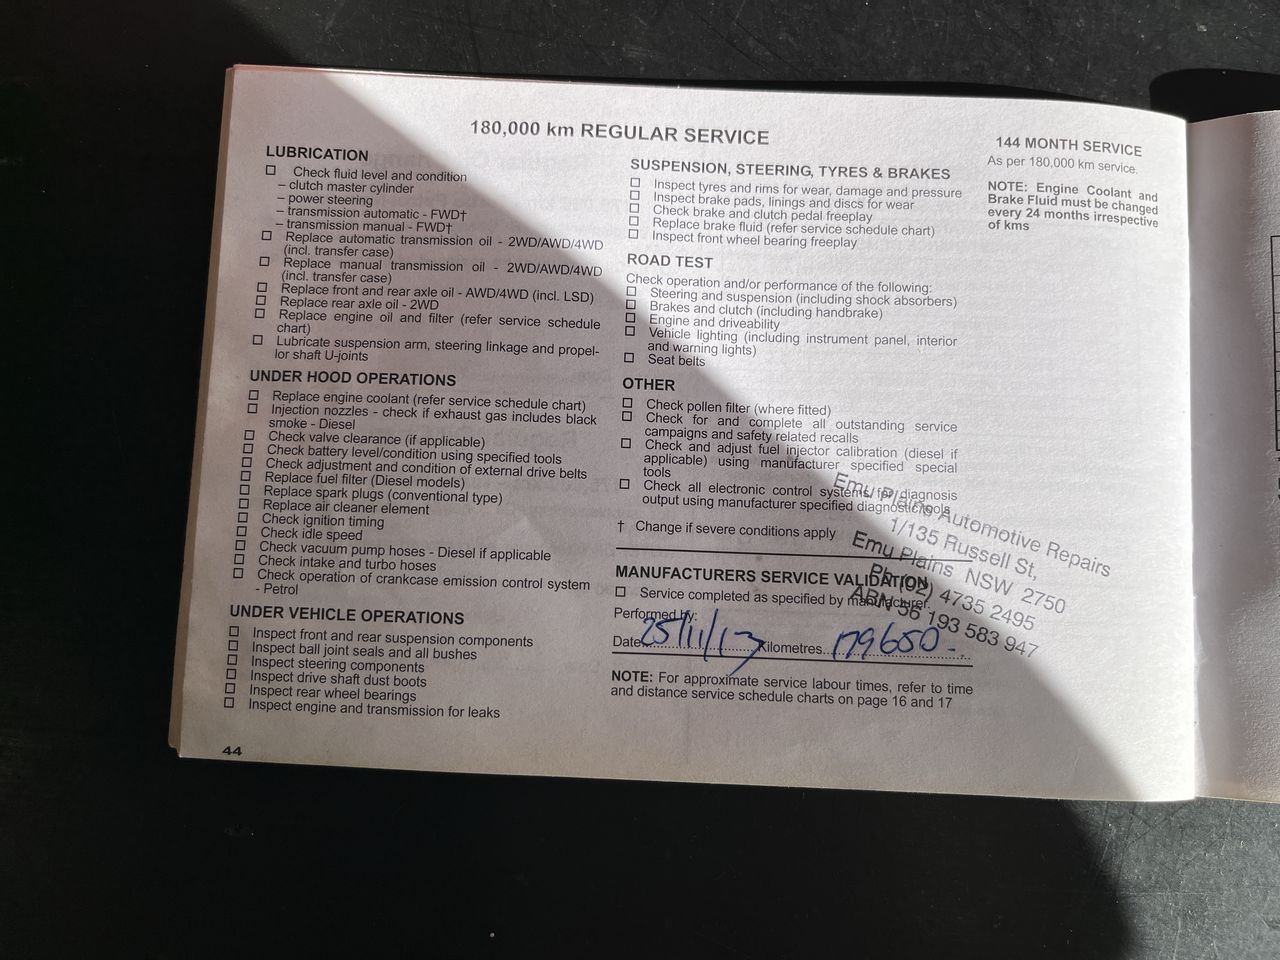 180,000 km REGULAR SERVICE
LUBRICATION
☐ Check fluid level and condition
– clutch master cylinder
– power steering
– transmission automatic - FWD†
– transmission manual - FWD†
☐ Replace automatic transmission oil - 2WD/AWD/4WD
(incl. transfer case)
☐ Replace manual transmission oil - 2WD/AWD/4WD
(incl. transfer case)
☐ Replace front and rear axle oil - AWD/4WD (incl. LSD)
☐ Replace rear axle oil - 2WD
☐ Replace engine oil and filter (refer service schedule
chart)
☐ Lubricate suspension arm, steering linkage and propel-
lor shaft U-joints
UNDER HOOD OPERATIONS
☐ Replace engine coolant (refer service schedule chart)
☐ Injection nozzles - check if exhaust gas includes black
smoke - Diesel
☐ Check valve clearance (if applicable)
☐ Check battery level/condition using specified tools
☐ Check adjustment and condition of external drive belts
☐ Replace fuel filter (Diesel models)
☐ Replace spark plugs (conventional type)
☐ Replace air cleaner element
☐ Check ignition timing
☐ Check idle speed
☐ Check vacuum pump hoses - Diesel if applicable
☐ Check intake and turbo hoses
☐ Check operation of crankcase emission control system
- Petrol
UNDER VEHICLE OPERATIONS
☐ Inspect front and rear suspension components
☐ Inspect ball joint seals and all bushes
☐ Inspect steering components
☐ Inspect drive shaft dust boots
☐ Inspect rear wheel bearings
☐ Inspect engine and transmission for leaks
44
SUSPENSION, STEERING, TYRES & BRAKES
☐ Inspect tyres and rims for wear, damage and pressure
☐ Inspect brake pads, linings and discs for wear
☐ Check brake and clutch pedal freeplay
☐ Replace brake fluid (refer service schedule chart)
☐ Inspect front wheel bearing freeplay
ROAD TEST
Check operation and/or performance of the following:
☐ Steering and suspension (including shock absorbers)
☐ Brakes and clutch (including handbrake)
☐ Engine and driveability
☐ Vehicle lighting (including instrument panel, interior
and warning lights)
☐ Seat belts
OTHER
☐ Check pollen filter (where fitted)
☐ Check for and complete all outstanding service
campaigns and safety related recalls
☐ Check and adjust fuel injector calibration (diesel if
applicable) using manufacturer specified special
tools
☐ Check all electronic control systems for diagnosis
output using manufacturer specified diagnostic tools
† Change if severe conditions apply
MANUFACTURERS SERVICE VALIDATION
☐ Service completed as specified by manufacturer.
Performed by:
Date 25/11/13 Kilometres 179650
NOTE: For approximate service labour times, refer to time
and distance service schedule charts on page 16 and 17
Emu Plains Automotive Repairs
1/135 Russell St,
Emu Plains NSW 2750
Ph (02) 4735 2495
ABN 56 193 583 947
144 MONTH SERVICE
As per 180,000 km service.
NOTE: Engine Coolant and
Brake Fluid must be changed
every 24 months irrespective
of kms